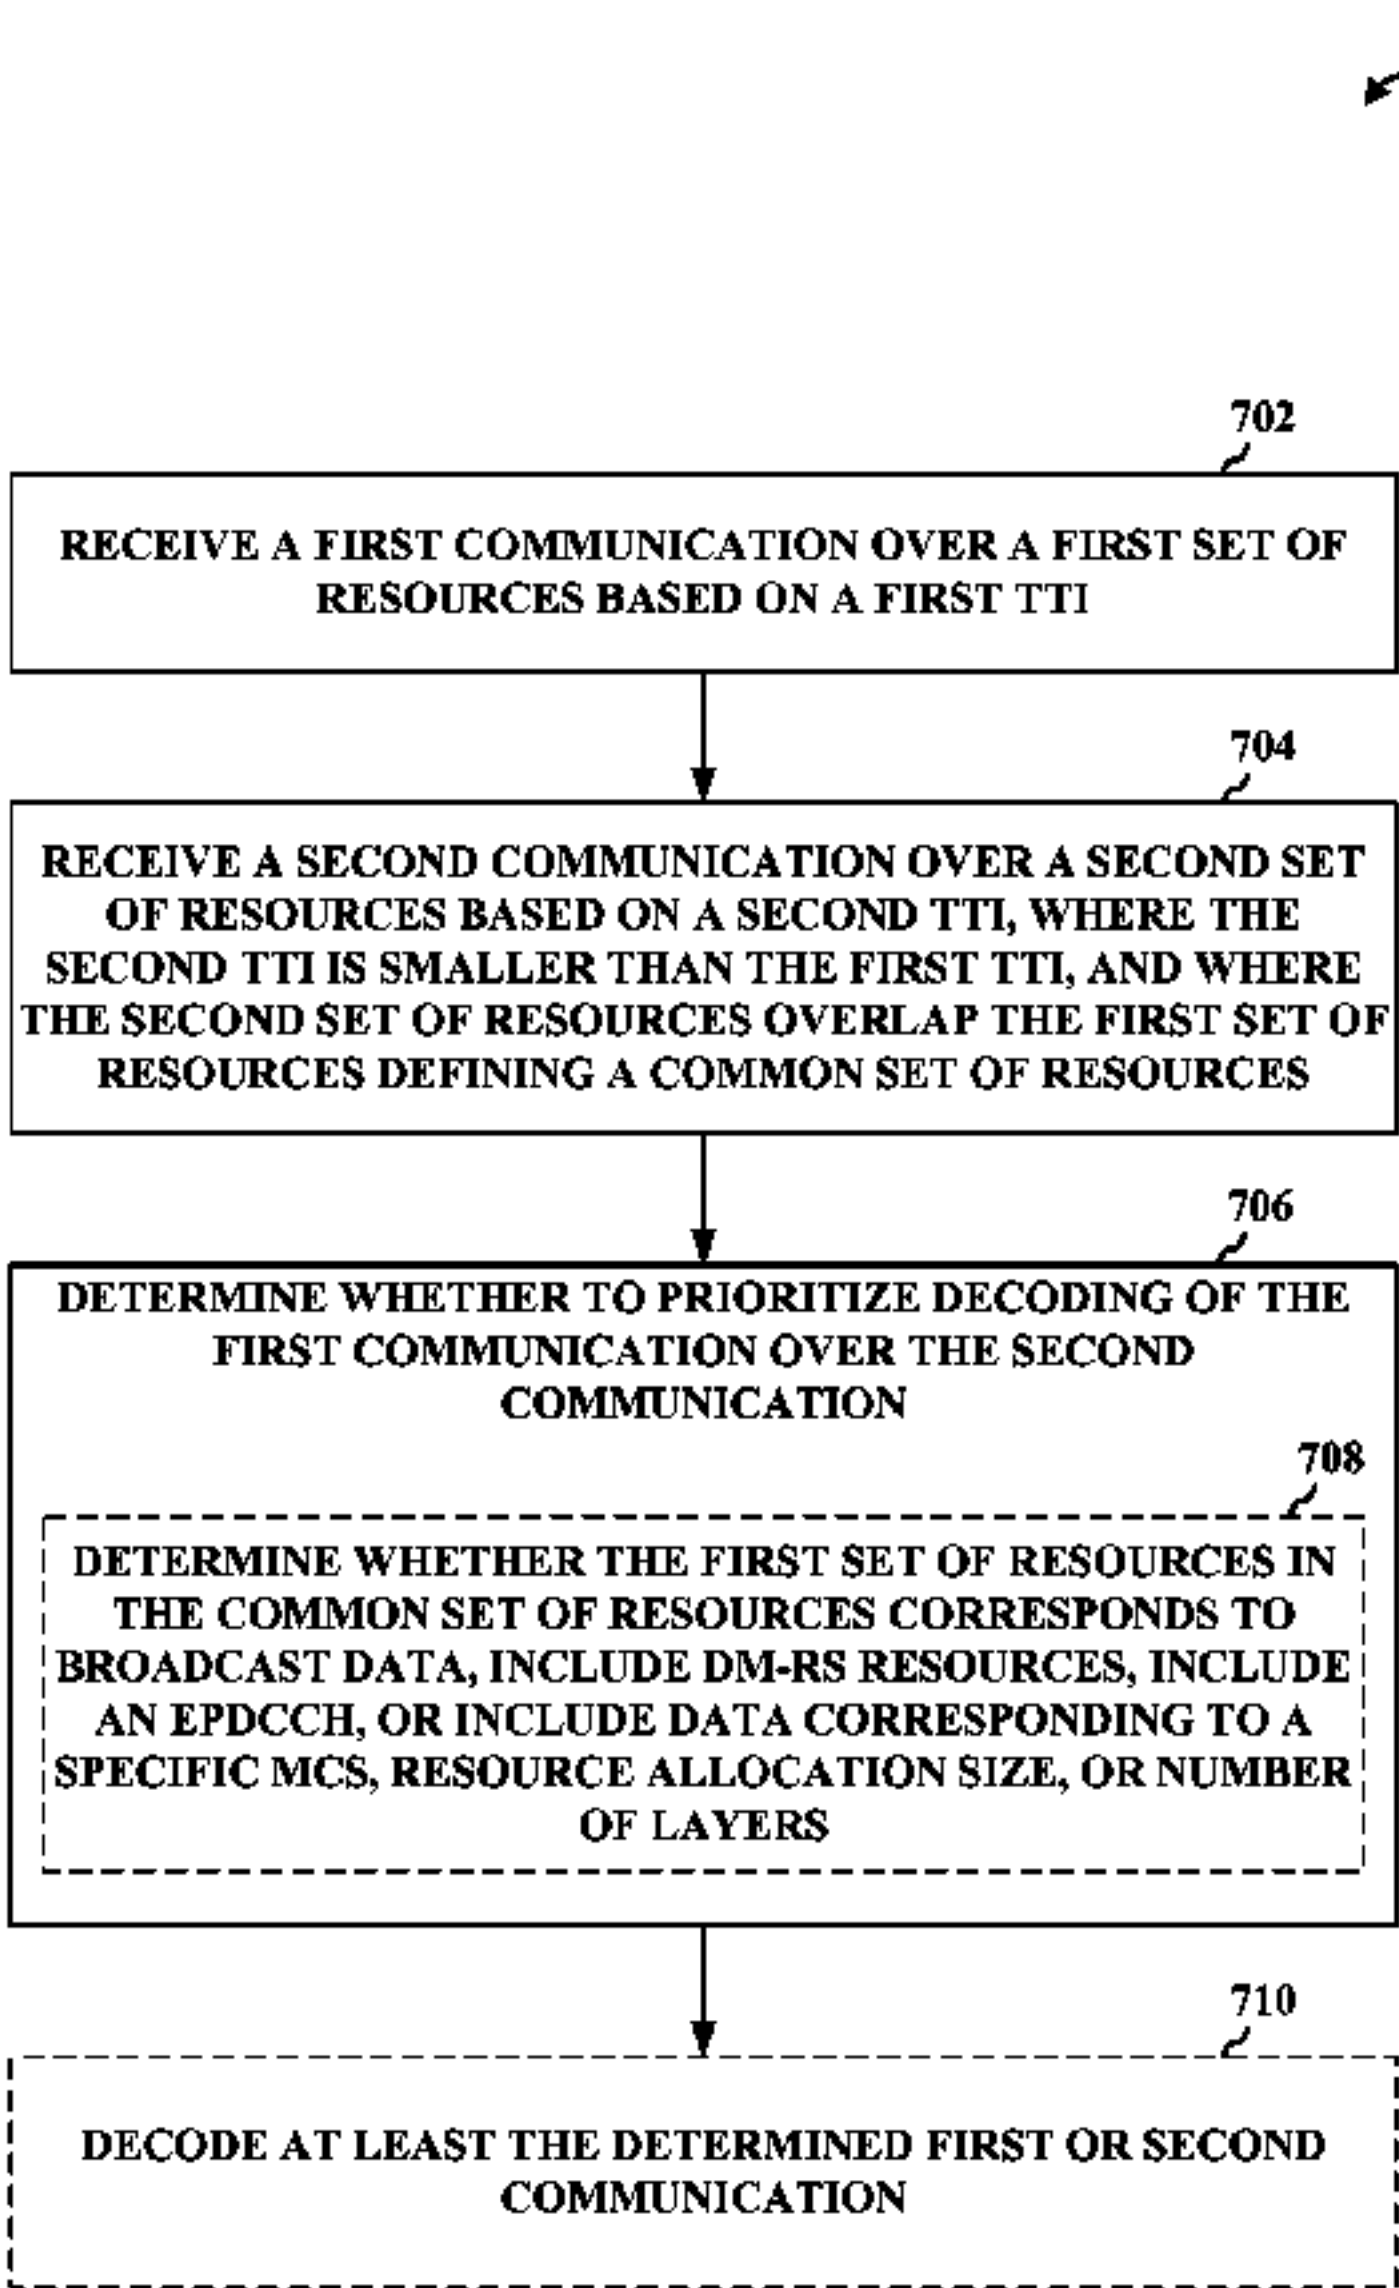 702
RECEIVE A FIRST COMMUNICATION OVER A FIRST SET OF
RESOURCES BASED ON A FIRST TTI
704
RECEIVE A SECOND COMMUNICATION OVER A SECOND SET
OF RESOURCES BASED ON A SECOND TTI, WHERE THE
SECOND TTI IS SMALLER THAN THE FIRST TTI, AND WHERE
THE SECOND SET OF RESOURCES OVERLAP THE FIRST SET OF
RESOURCES DEFINING A COMMON SET OF RESOURCES
706
DETERMINE WHETHER TO PRIORITIZE DECODING OF THE
FIRST COMMUNICATION OVER THE SECOND
COMMUNICATION
708
DETERMINE WHETHER THE FIRST SET OF RESOURCES IN
THE COMMON SET OF RESOURCES CORRESPONDS TO
BROADCAST DATA, INCLUDE DM-RS RESOURCES, INCLUDE
AN EPDCCH, OR INCLUDE DATA CORRESPONDING TO A
SPECIFIC MCS, RESOURCE ALLOCATION SIZE, OR NUMBER
OF LAYERS
710
DECODE AT LEAST THE DETERMINED FIRST OR SECOND
COMMUNICATION